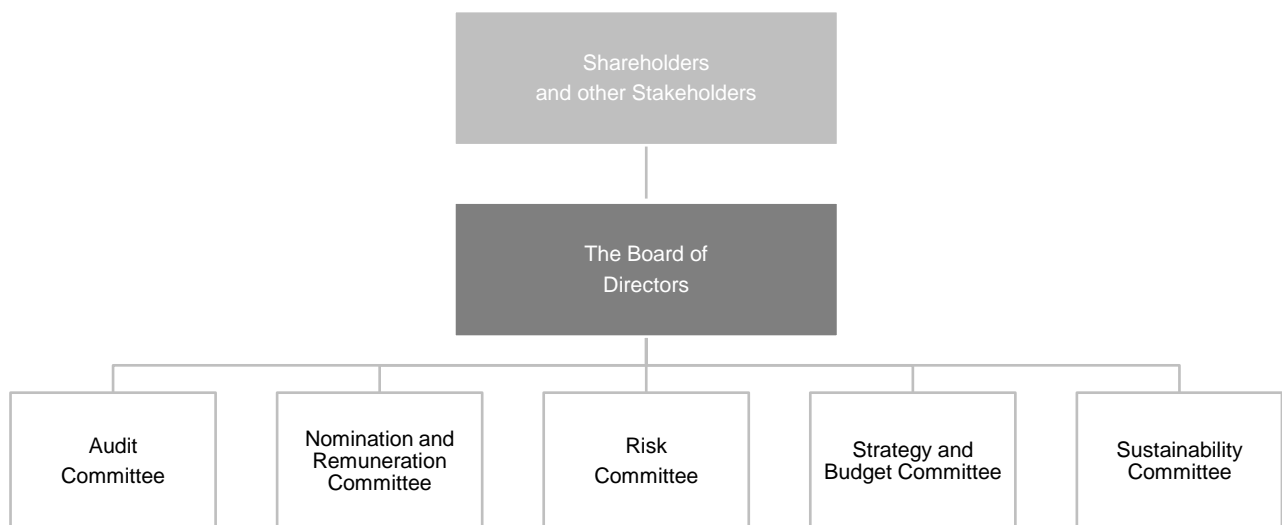 Shareholders
and other Stakeholders
The Board of
Directors
Audit
Committee
Nomination and
Remuneration
Committee
Risk
Committee
Strategy and
Budget Committee
Sustainability
Committee